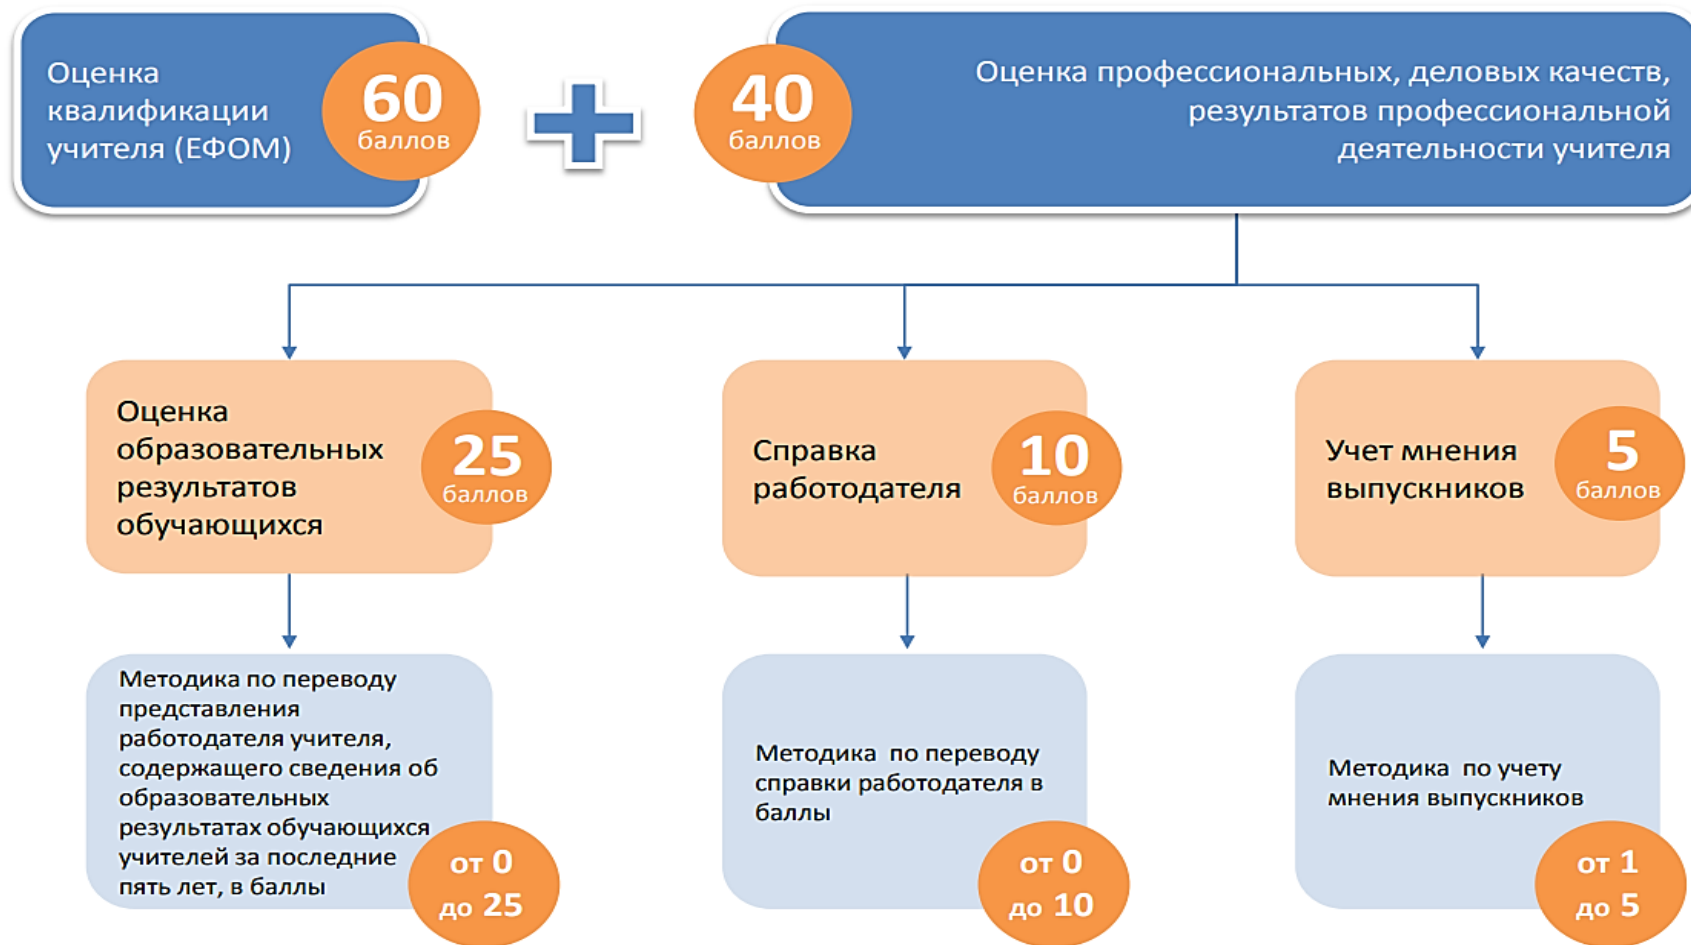 Оценка
квалификации
учителя (ЕФОМ)
60
баллов
40
баллов
Оценка профессиональных, деловых качеств,
результатов профессиональной
деятельности учителя
Оценка
образовательных
результатов
обучающихся
25
баллов
Справка
работодателя
10
баллов
Учет мнения
выпускников
5
баллов
Методика по переводу
представления
работодателя учителя,
содержащего сведения об
образовательных
результатах обучающихся
учителей за последние
пять лет, в баллы
от 0
до 25
Методика по переводу
справки работодателя в
баллы
от 0
до 10
Методика по учету
мнения выпускников
от 1
до 5